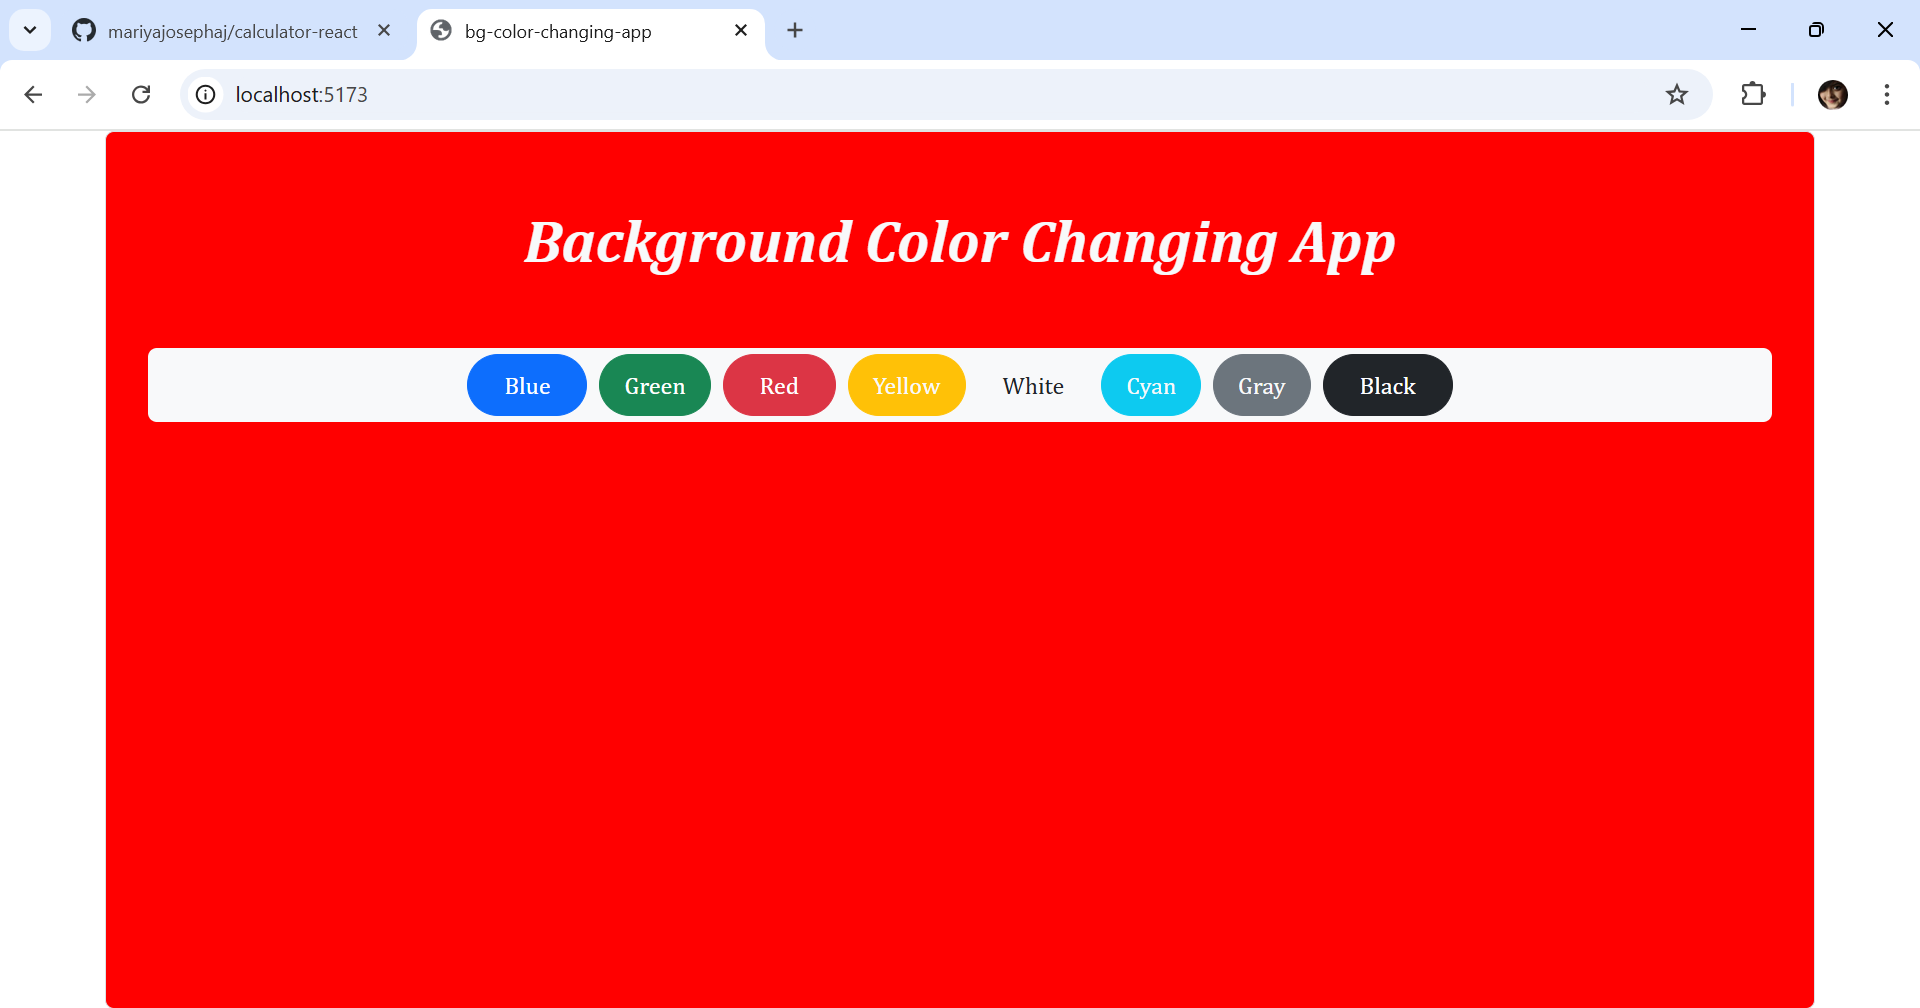 mariyajosephaj/calculator-react
bg-color-changing-app
localhost:5173
Background Color Changing App
Blue Green Red Yellow White Cyan Gray Black